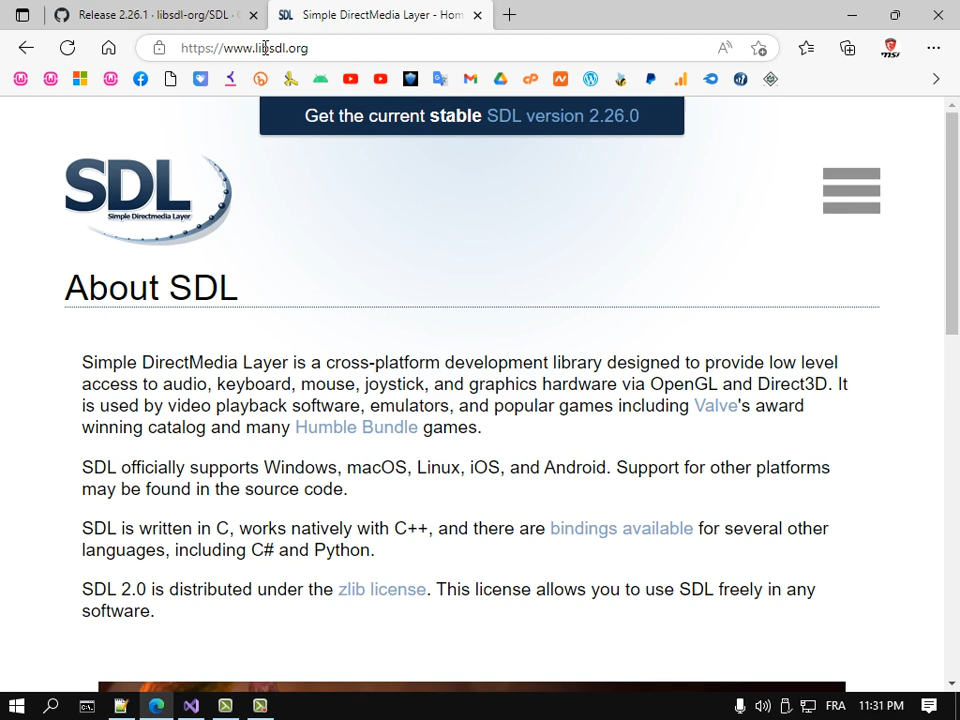 Release 2.26.1 · libsdl-org/SDL ·
Simple DirectMedia Layer - Hom
https://www.libsdl.org
Get the current stable SDL version 2.26.0
SDL
Simple Directmedia Layer
About SDL
Simple DirectMedia Layer is a cross-platform development library designed to provide low level
access to audio, keyboard, mouse, joystick, and graphics hardware via OpenGL and Direct3D. It
is used by video playback software, emulators, and popular games including Valve's award
winning catalog and many Humble Bundle games.
SDL officially supports Windows, macOS, Linux, iOS, and Android. Support for other platforms
may be found in the source code.
SDL is written in C, works natively with C++, and there are bindings available for several other
languages, including C# and Python.
SDL 2.0 is distributed under the zlib license. This license allows you to use SDL freely in any
software.
FRA
11:31 PM